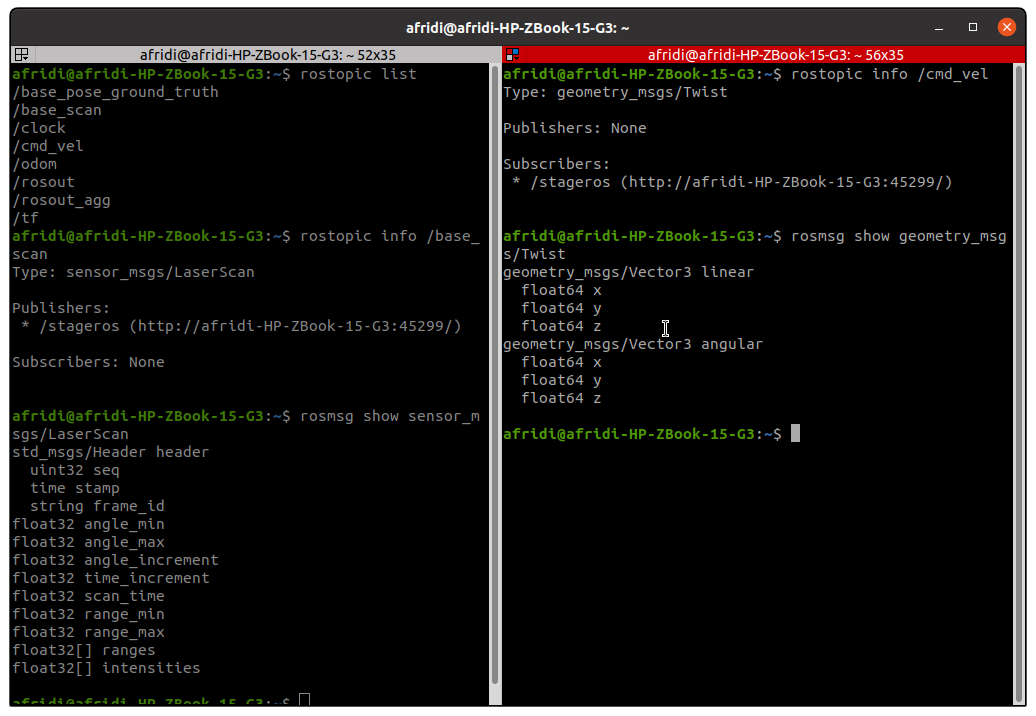 afridi@afridi-HP-ZBook-15-G3: ~
afridi@afridi-HP-ZBook-15-G3: ~ 52x35
afridi@afridi-HP-ZBook-15-G3:~$ rostopic list
/base_pose_ground_truth
/base_scan
/clock
/cmd_vel
/odom
/rosout
/rosout_agg
/tf
afridi@afridi-HP-ZBook-15-G3:~$ rostopic info /base_
scan
Type: sensor_msgs/LaserScan
Publishers:
* /stageros (http://afridi-HP-ZBook-15-G3:45299/)
Subscribers: None
afridi@afridi-HP-ZBook-15-G3:~$ rosmsg show sensor_m
sgs/LaserScan
std_msgs/Header header
uint32 seq
time stamp
string frame_id
float32 angle_min
float32 angle_max
float32 angle_increment
float32 time_increment
float32 scan_time
float32 range_min
float32 range_max
float32[] ranges
float32[] intensities
afridi@afridi-HP-ZBook-15-G3:~$
afridi@afridi-HP-ZBook-15-G3: ~ 56x35
afridi@afridi-HP-ZBook-15-G3:~$ rostopic info /cmd_vel
Type: geometry_msgs/Twist
Publishers: None
Subscribers:
* /stageros (http://afridi-HP-ZBook-15-G3:45299/)
afridi@afridi-HP-ZBook-15-G3:~$ rosmsg show geometry_msg
s/Twist
geometry_msgs/Vector3 linear
float64 x
float64 y
float64 z
geometry_msgs/Vector3 angular
float64 x
float64 y
float64 z
afridi@afridi-HP-ZBook-15-G3:~$